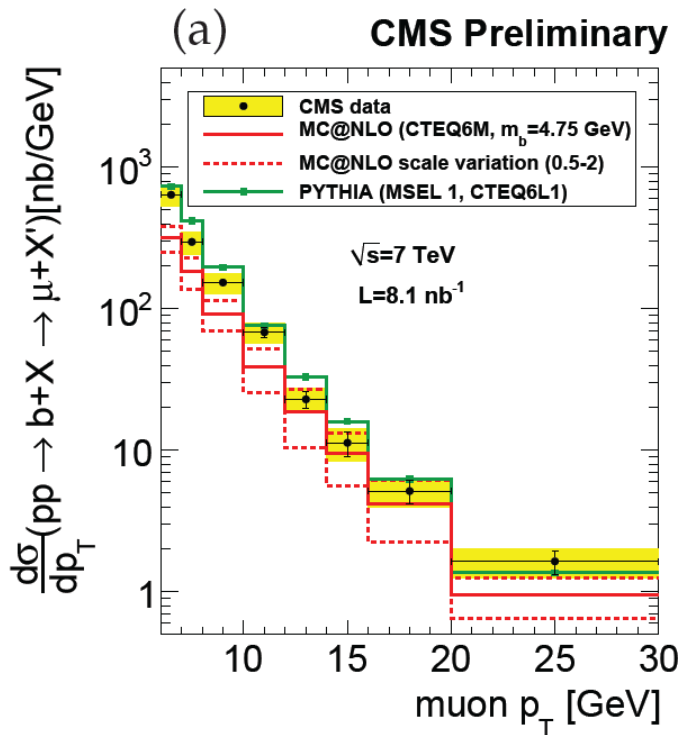 (a) CMS Preliminary
CMS data
MC@NLO (CTEQ6M, m_b=4.75 GeV)
MC@NLO scale variation (0.5-2)
PYTHIA (MSEL 1, CTEQ6L1)
√s=7 TeV
L=8.1 nb⁻¹
dσ/dp_T (pp → b+X → μ+X')[nb/GeV]
10³
10²
10
1
10 15 20 25 30
muon p_T [GeV]